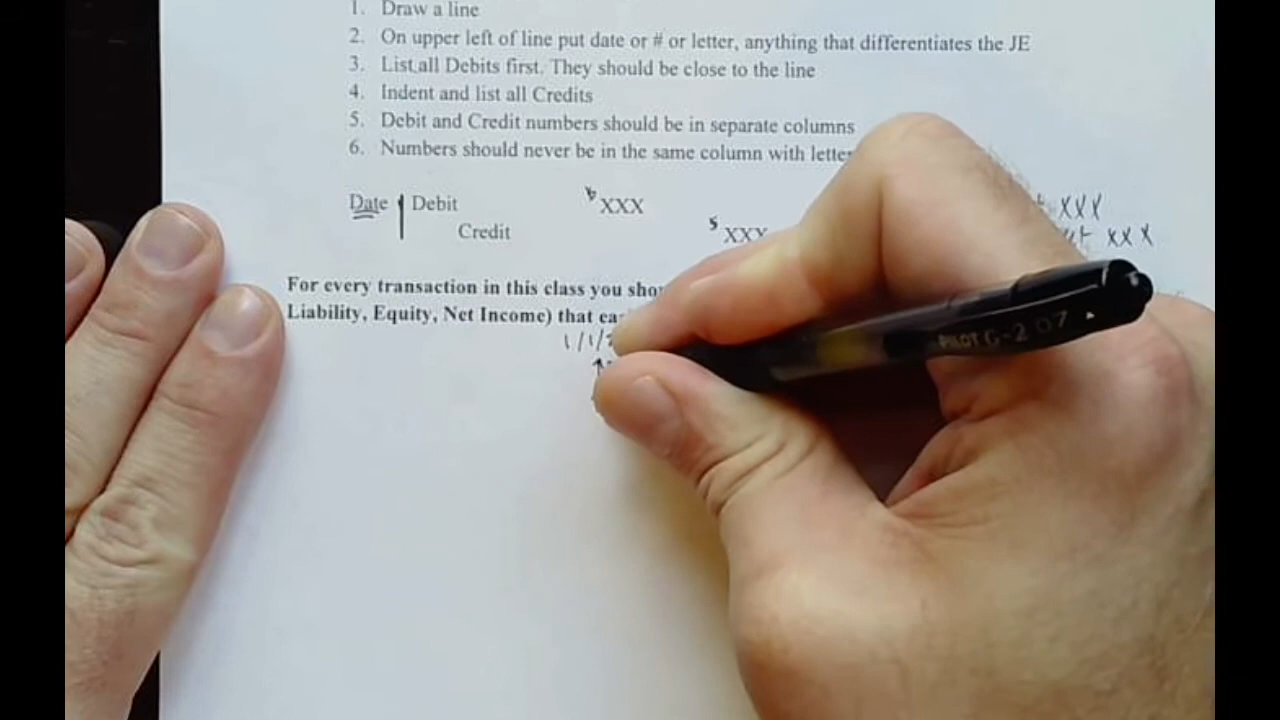 1. Draw a line
2. On upper left of line put date or # or letter, anything that differentiates the JE
3. List all Debits first. They should be close to the line
4. Indent and list all Credits
5. Debit and Credit numbers should be in separate columns
6. Numbers should never be in the same column with
Date Debit XXX XXX
Credit XXX XXX
For every transaction in this class you
Liability, Equity, Net Income) that
1/1/
PILOT G-2 07